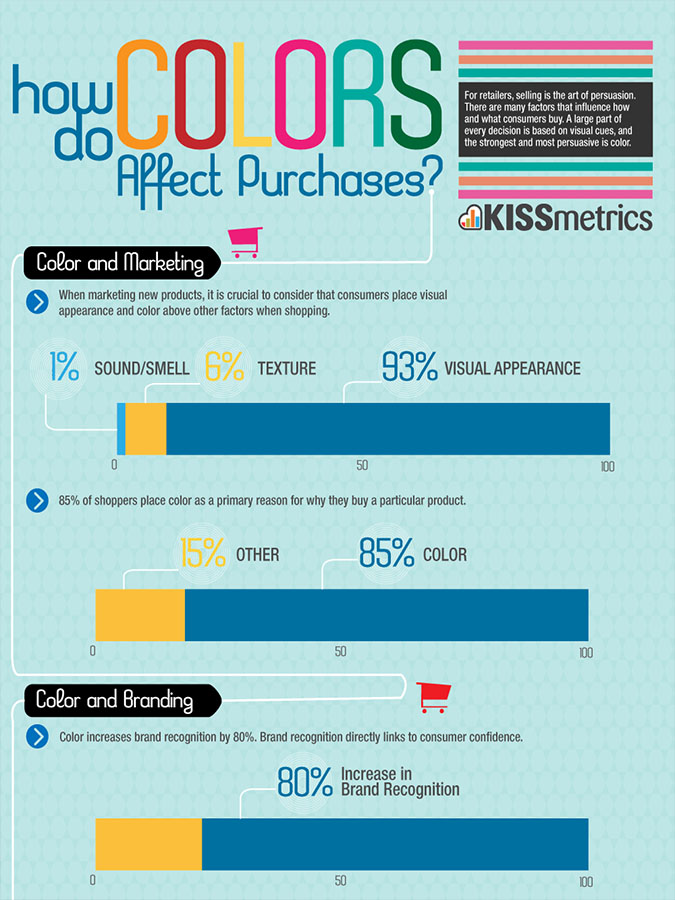 how COLORS
do
Affect Purchases?
For retailers, selling is the art of persuasion.
There are many factors that influence how
and what consumers buy. A large part of
every decision is based on visual cues, and
the strongest and most persuasive is color.
KISSmetrics
Color and Marketing
When marketing new products, it is crucial to consider that consumers place visual
appearance and color above other factors when shopping.
1% SOUND/SMELL 6% TEXTURE 93% VISUAL APPEARANCE
0 50 100
85% of shoppers place color as a primary reason for why they buy a particular product.
15% OTHER 85% COLOR
0 50 100
Color and Branding
Color increases brand recognition by 80%. Brand recognition directly links to consumer confidence.
80% Increase in
Brand Recognition
0 50 100